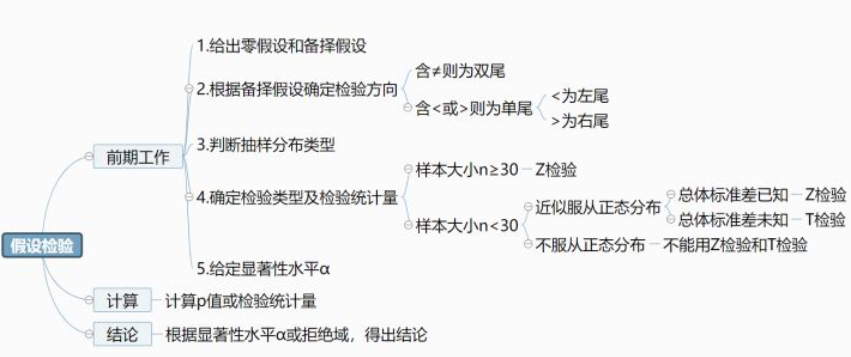 假设检验
前期工作
1.给出零假设和备择假设
2.根据备择假设确定检验方向
含≠则为双尾
含<或>则为单尾
<为左尾
>为右尾
3.判断抽样分布类型
4.确定检验类型及检验统计量
样本大小n≥30
Z检验
样本大小n<30
近似服从正态分布
总体标准差已知
Z检验
总体标准差未知
T检验
不服从正态分布
不能用Z检验和T检验
5.给定显著性水平α
计算
计算p值或检验统计量
结论
根据显著性水平α或拒绝域，得出结论